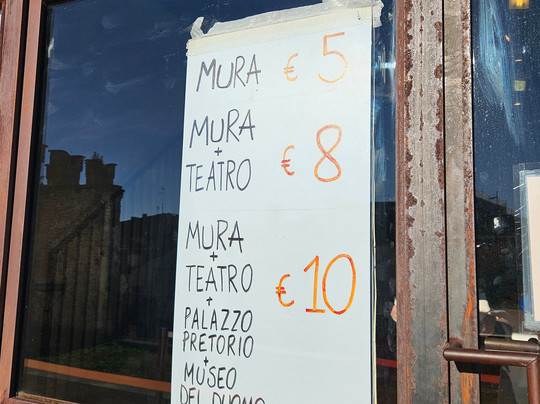 MURA € 5
MURA
+
TEATRO € 8
MURA
+
TEATRO € 10
+
PALAZZO
PRETORIO
+
MUSEO
DEL DUOMO